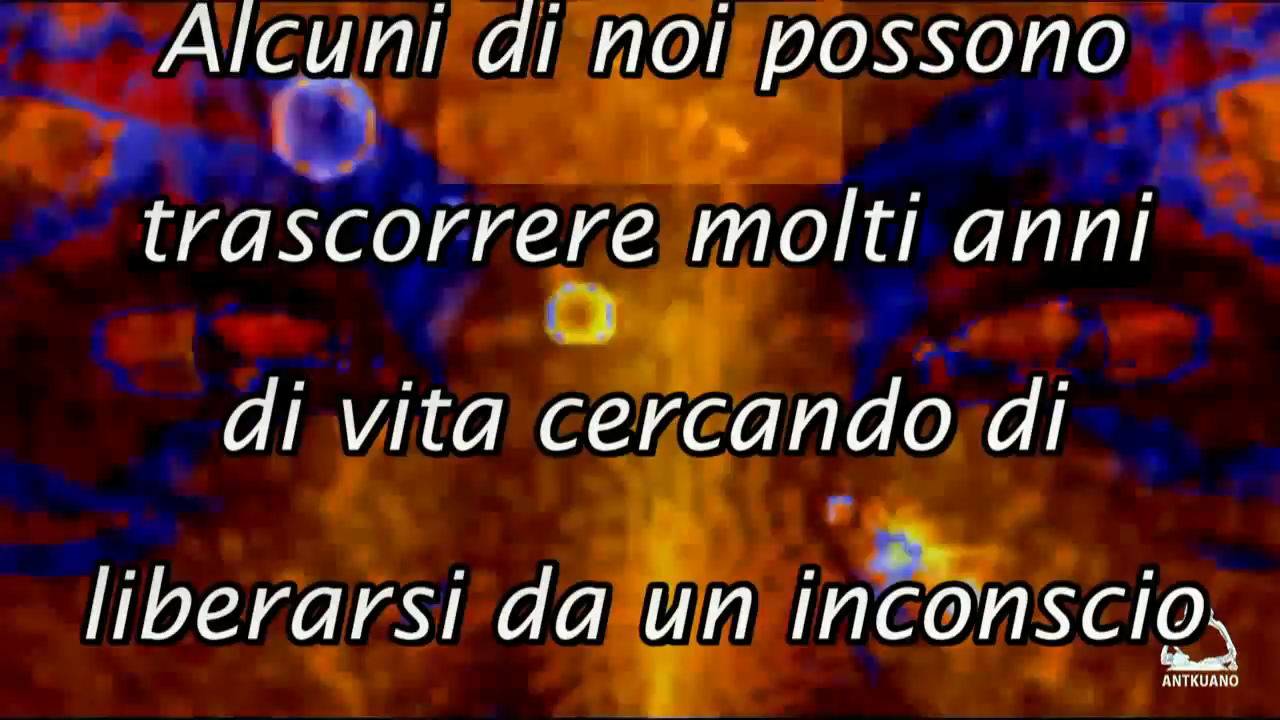 Alcuni di noi possono
trascorrere molti anni
di vita cercando di
liberarsi da un inconscio
ANTKUANO